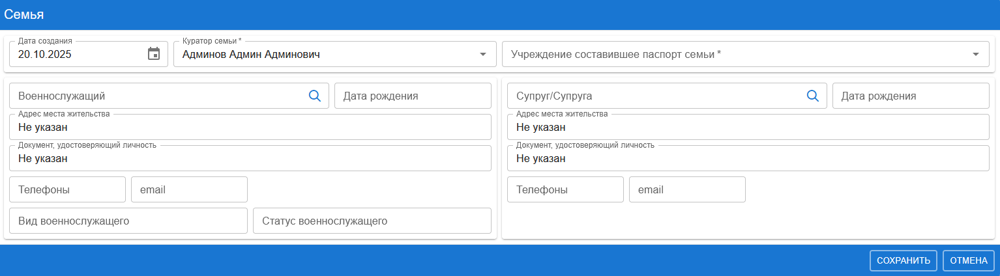 Семья
Дата создания Куратор семьи *
20.10.2025 Админов Админ Админович Учреждение составившее паспорт семьи *
Военнослужащий Дата рождения Супруг/Супруга Дата рождения
Адрес места жительства Адрес места жительства
Не указан Не указан
Документ, удостоверяющий личность Документ, удостоверяющий личность
Не указан Не указан
Телефоны email Телефоны email
Вид военнослужащего Статус военнослужащего
СОХРАНИТЬ ОТМЕНА